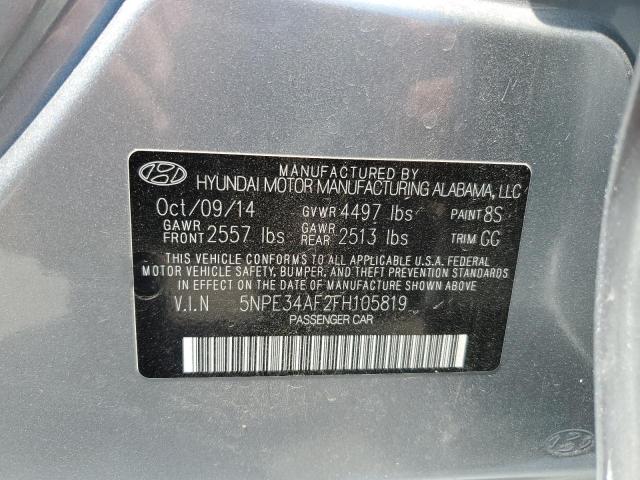 MANUFACTURED BY
HYUNDAI MOTOR MANUFACTURING ALABAMA, LLC
Oct/09/14 GVWR 4497 lbs PAINT 8S
GAWR FRONT 2557 lbs GAWR REAR 2513 lbs TRIM GG
THIS VEHICLE CONFORMS TO ALL APPLICABLE U.S.A. FEDERAL
MOTOR VEHICLE SAFETY, BUMPER, AND THEFT PREVENTION STANDARDS
IN EFFECT ON THE DATE OF MANUFACTURE SHOWN ABOVE
V.I.N 5NPE34AF2FH105819
PASSENGER CAR